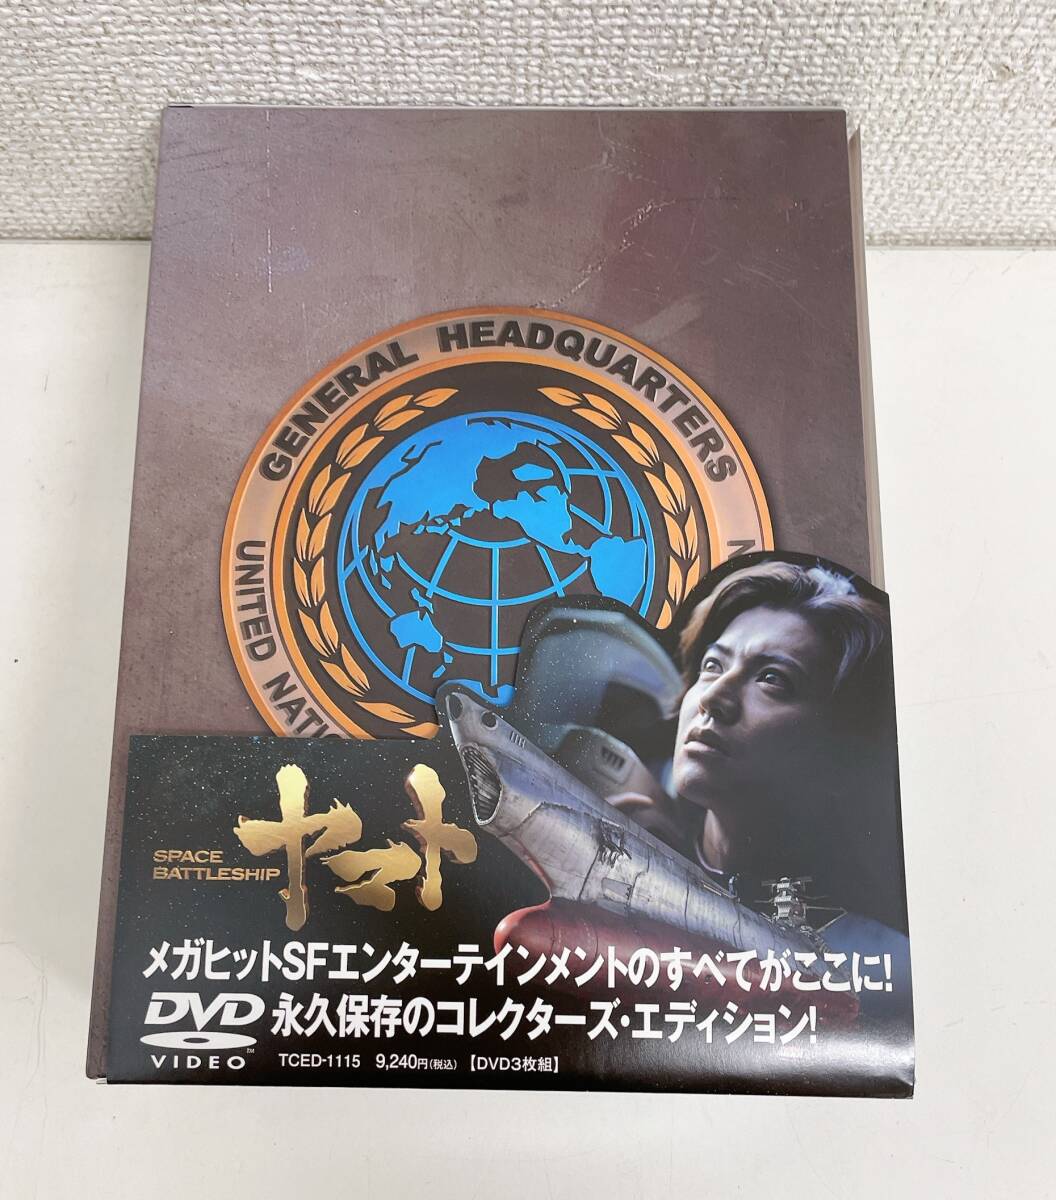 GENERAL HEADQUARTERS
UNITED NATI
N
SPACE
BATTLESHIP
ヤマト
メガヒットSFエンターテインメントのすべてがここに!
DVD
VIDEO
TM
永久保存のコレクターズ・エディション!
TCED-1115 9,240円(税込)【DVD3枚組】